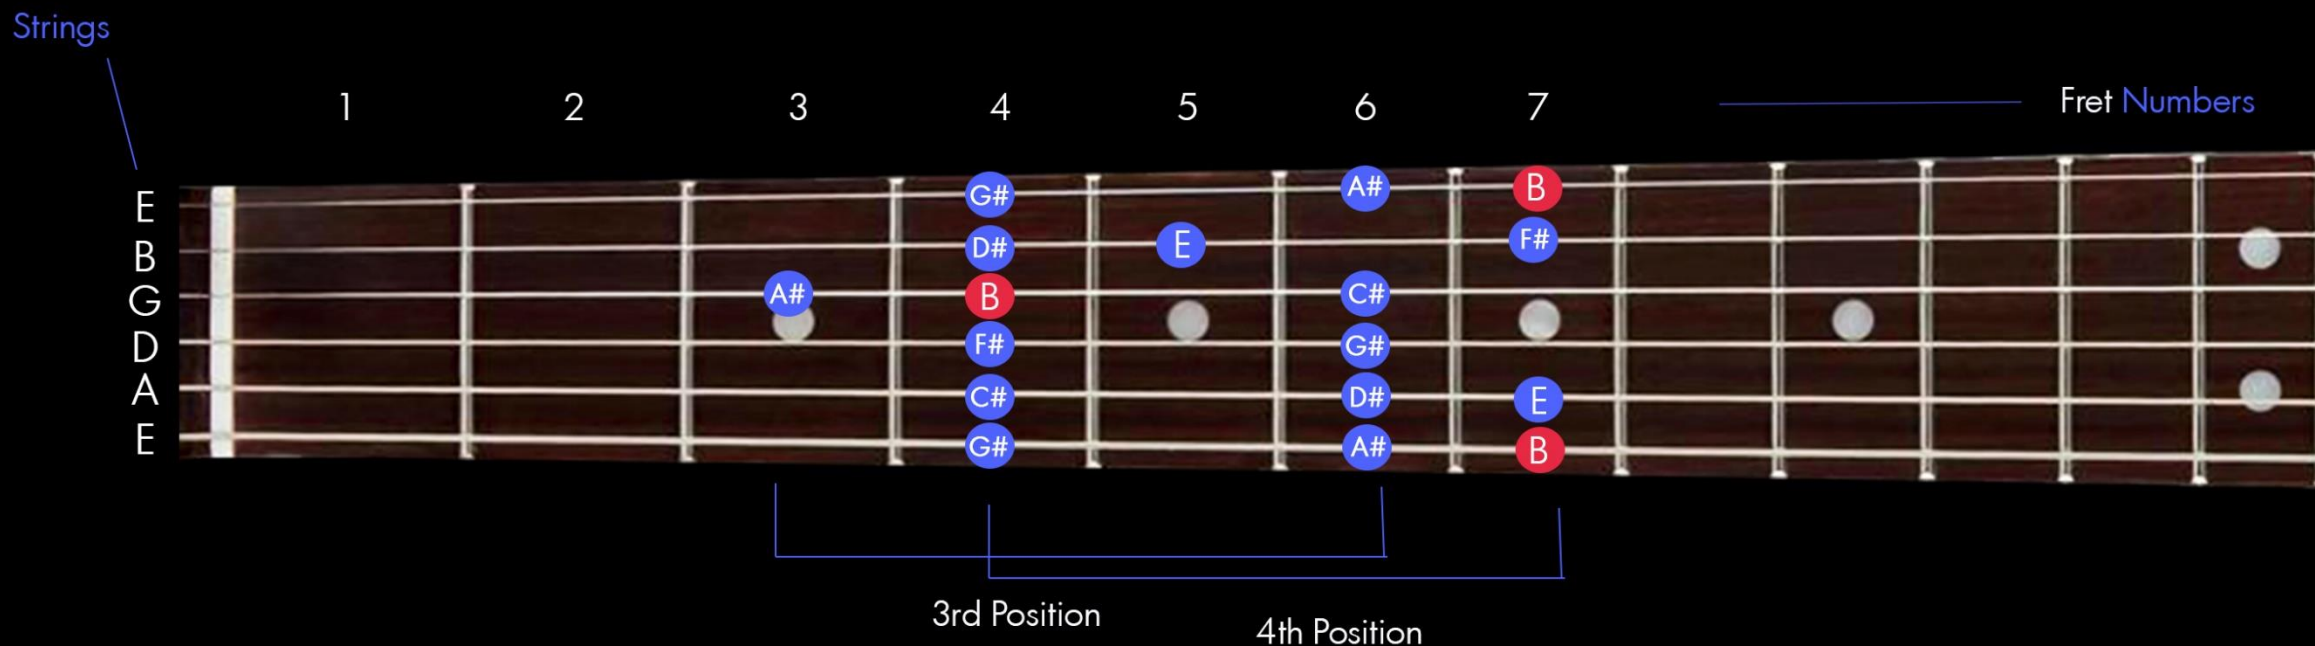 Strings
1 2 3 4 5 6 7 Fret Numbers
E G# A# B
B D# E F#
G A# B C#
D F# G#
A C# D# E
E G# A# B
3rd Position
4th Position